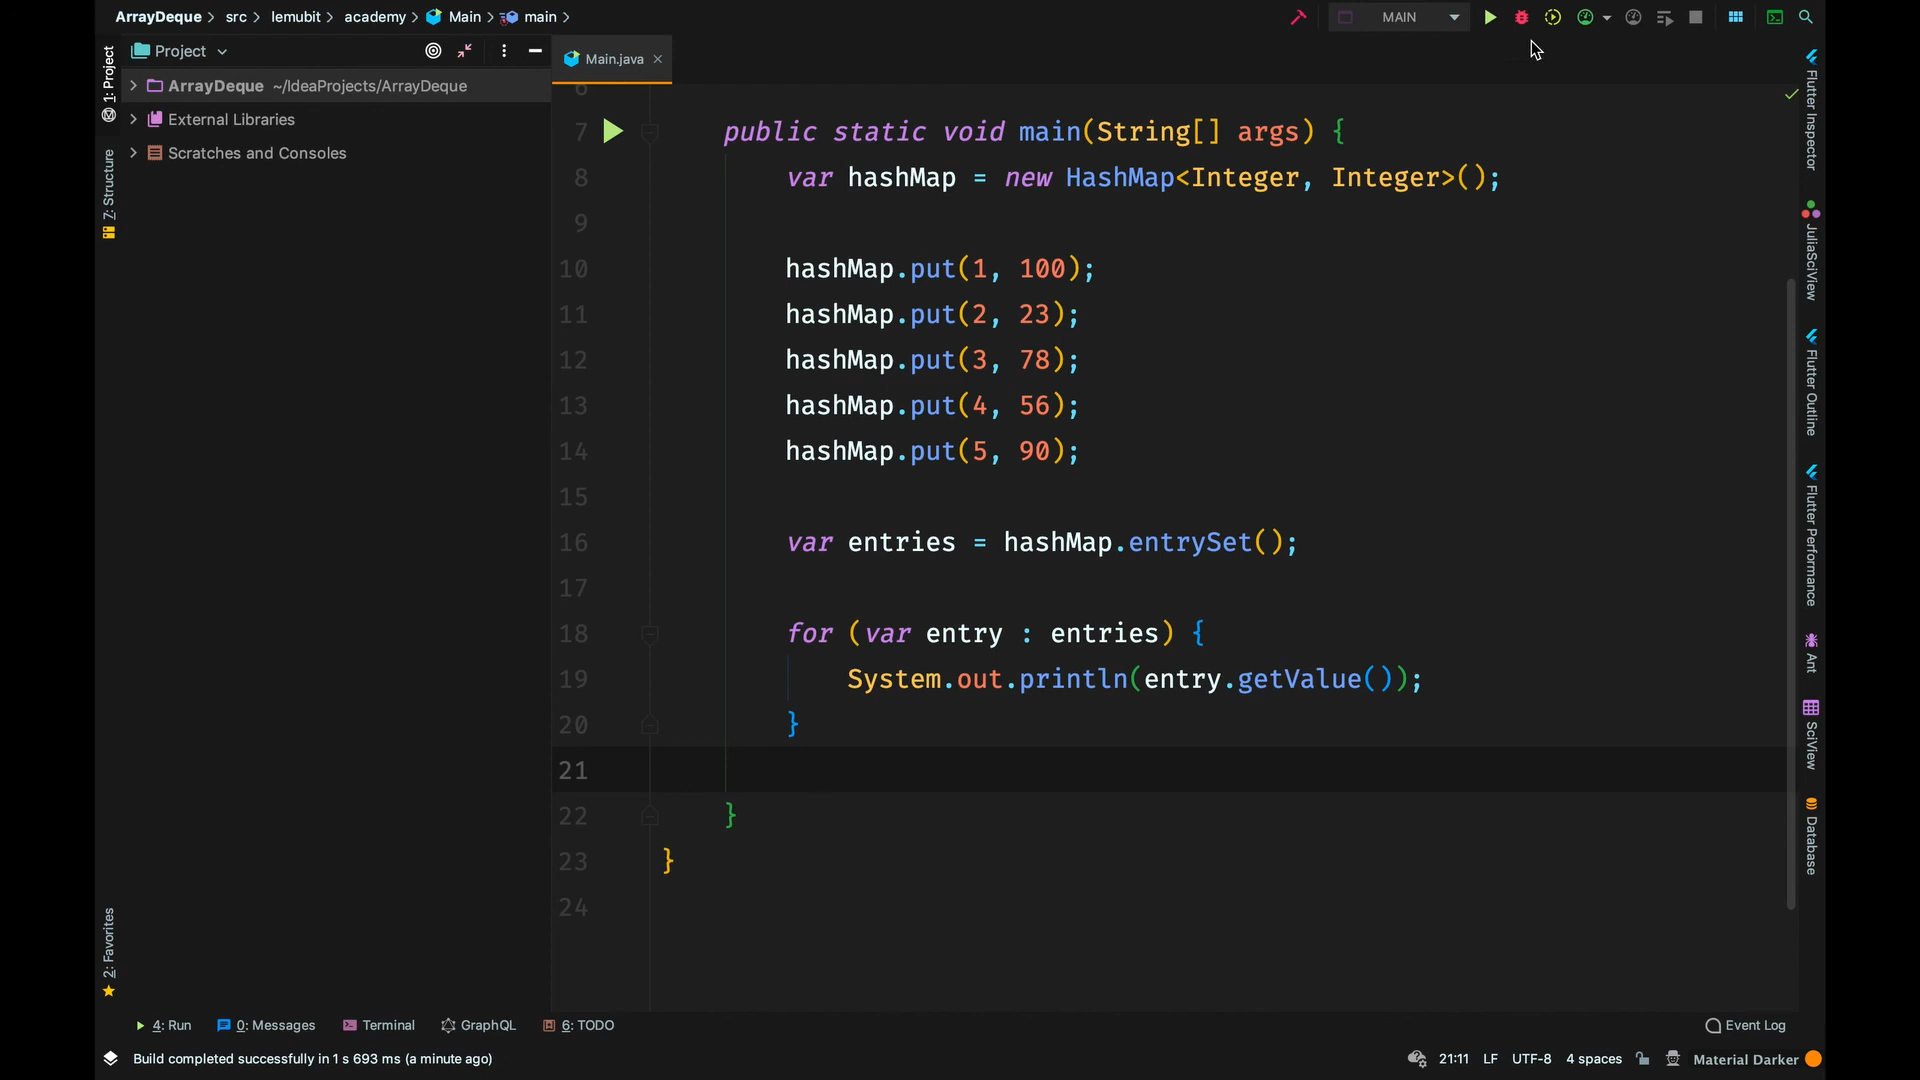 ArrayDeque > src > lemubit > academy > Main > main >
MAIN
1: Project
7: Structure
2: Favorites
Project
ArrayDeque ~/IdeaProjects/ArrayDeque
External Libraries
Scratches and Consoles
Main.java
6
7 public static void main(String[] args) {
8 var hashMap = new HashMap<Integer, Integer>();
9
10 hashMap.put(1, 100);
11 hashMap.put(2, 23);
12 hashMap.put(3, 78);
13 hashMap.put(4, 56);
14 hashMap.put(5, 90);
15
16 var entries = hashMap.entrySet();
17
18 for (var entry : entries) {
19 System.out.println(entry.getValue());
20 }
21
22 }
23 }
24
Flutter Inspector
JuliaSciView
Flutter Outline
Flutter Performance
Ant
SciView
Database
4: Run 0: Messages Terminal GraphQL 6: TODO Event Log
Build completed successfully in 1 s 693 ms (a minute ago) 21:11 LF UTF-8 4 spaces Material Darker